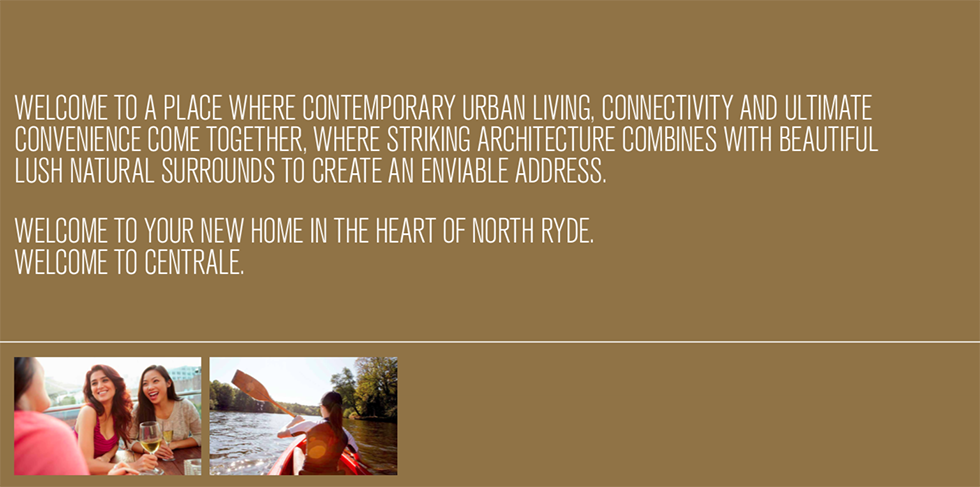 WELCOME TO A PLACE WHERE CONTEMPORARY URBAN LIVING, CONNECTIVITY AND ULTIMATE
CONVENIENCE COME TOGETHER, WHERE STRIKING ARCHITECTURE COMBINES WITH BEAUTIFUL
LUSH NATURAL SURROUNDS TO CREATE AN ENVIABLE ADDRESS.
WELCOME TO YOUR NEW HOME IN THE HEART OF NORTH RYDE.
WELCOME TO CENTRALE.